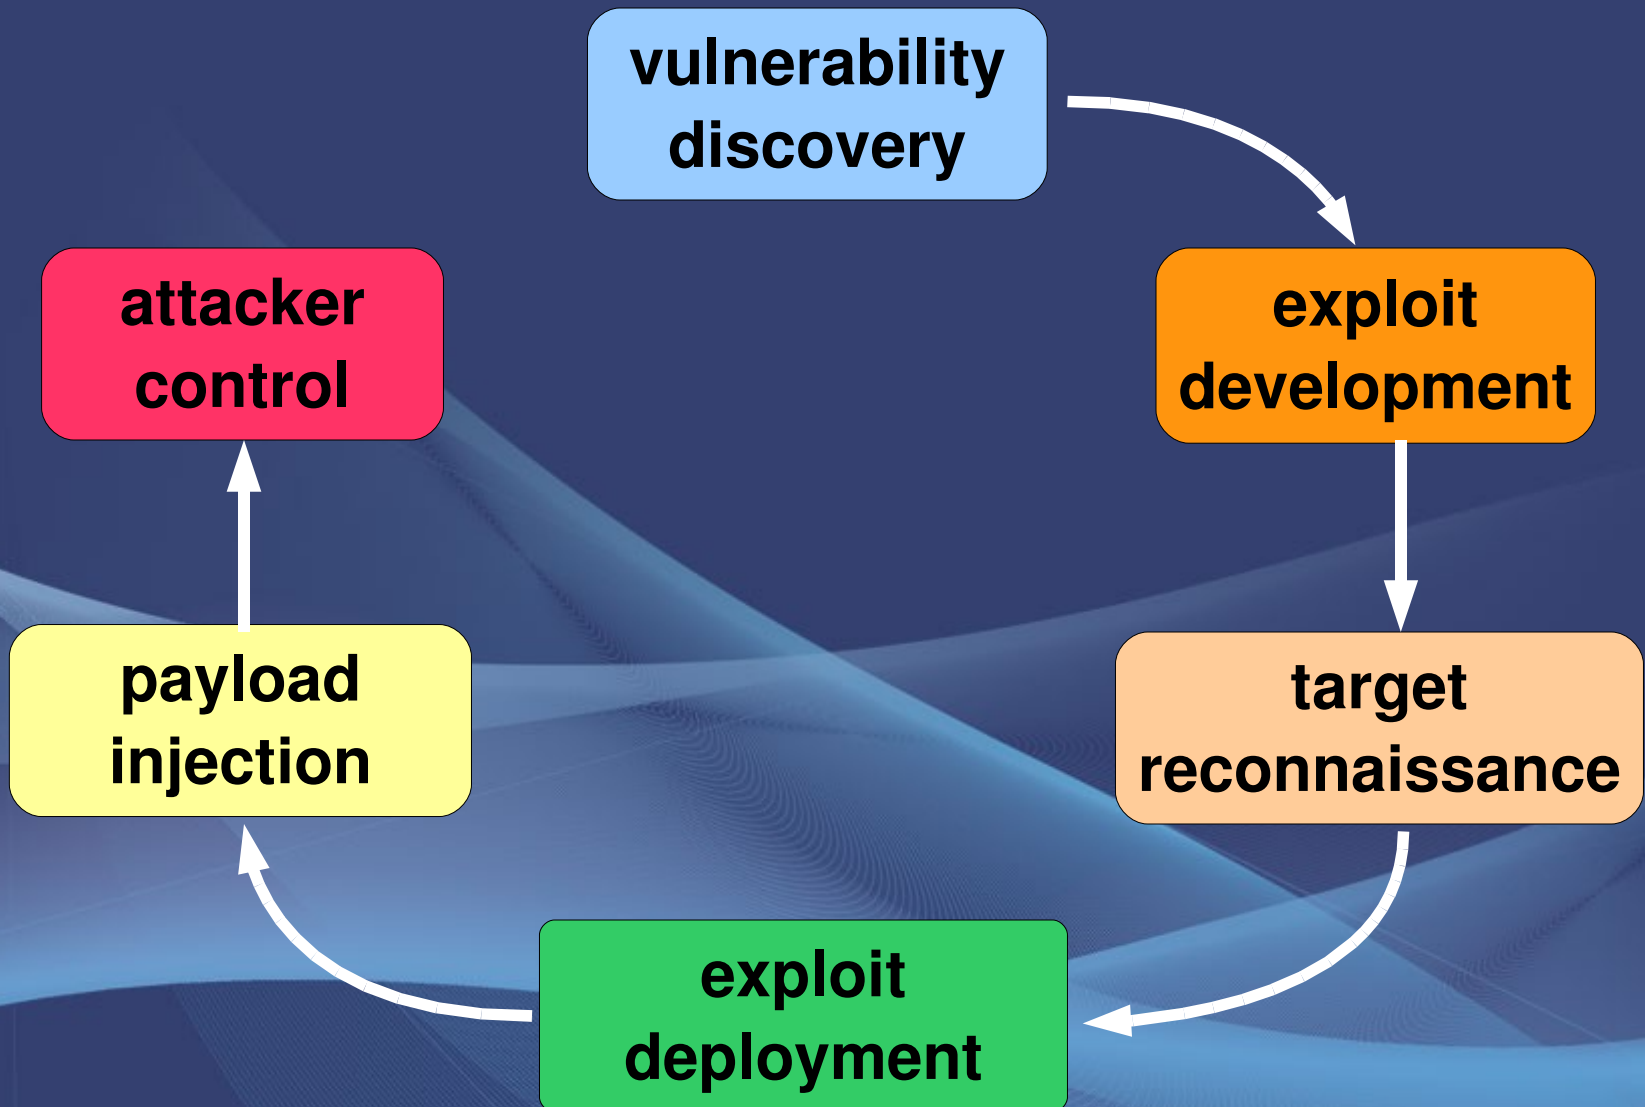 vulnerability
discovery
exploit
development
target
reconnaissance
exploit
deployment
payload
injection
attacker
control